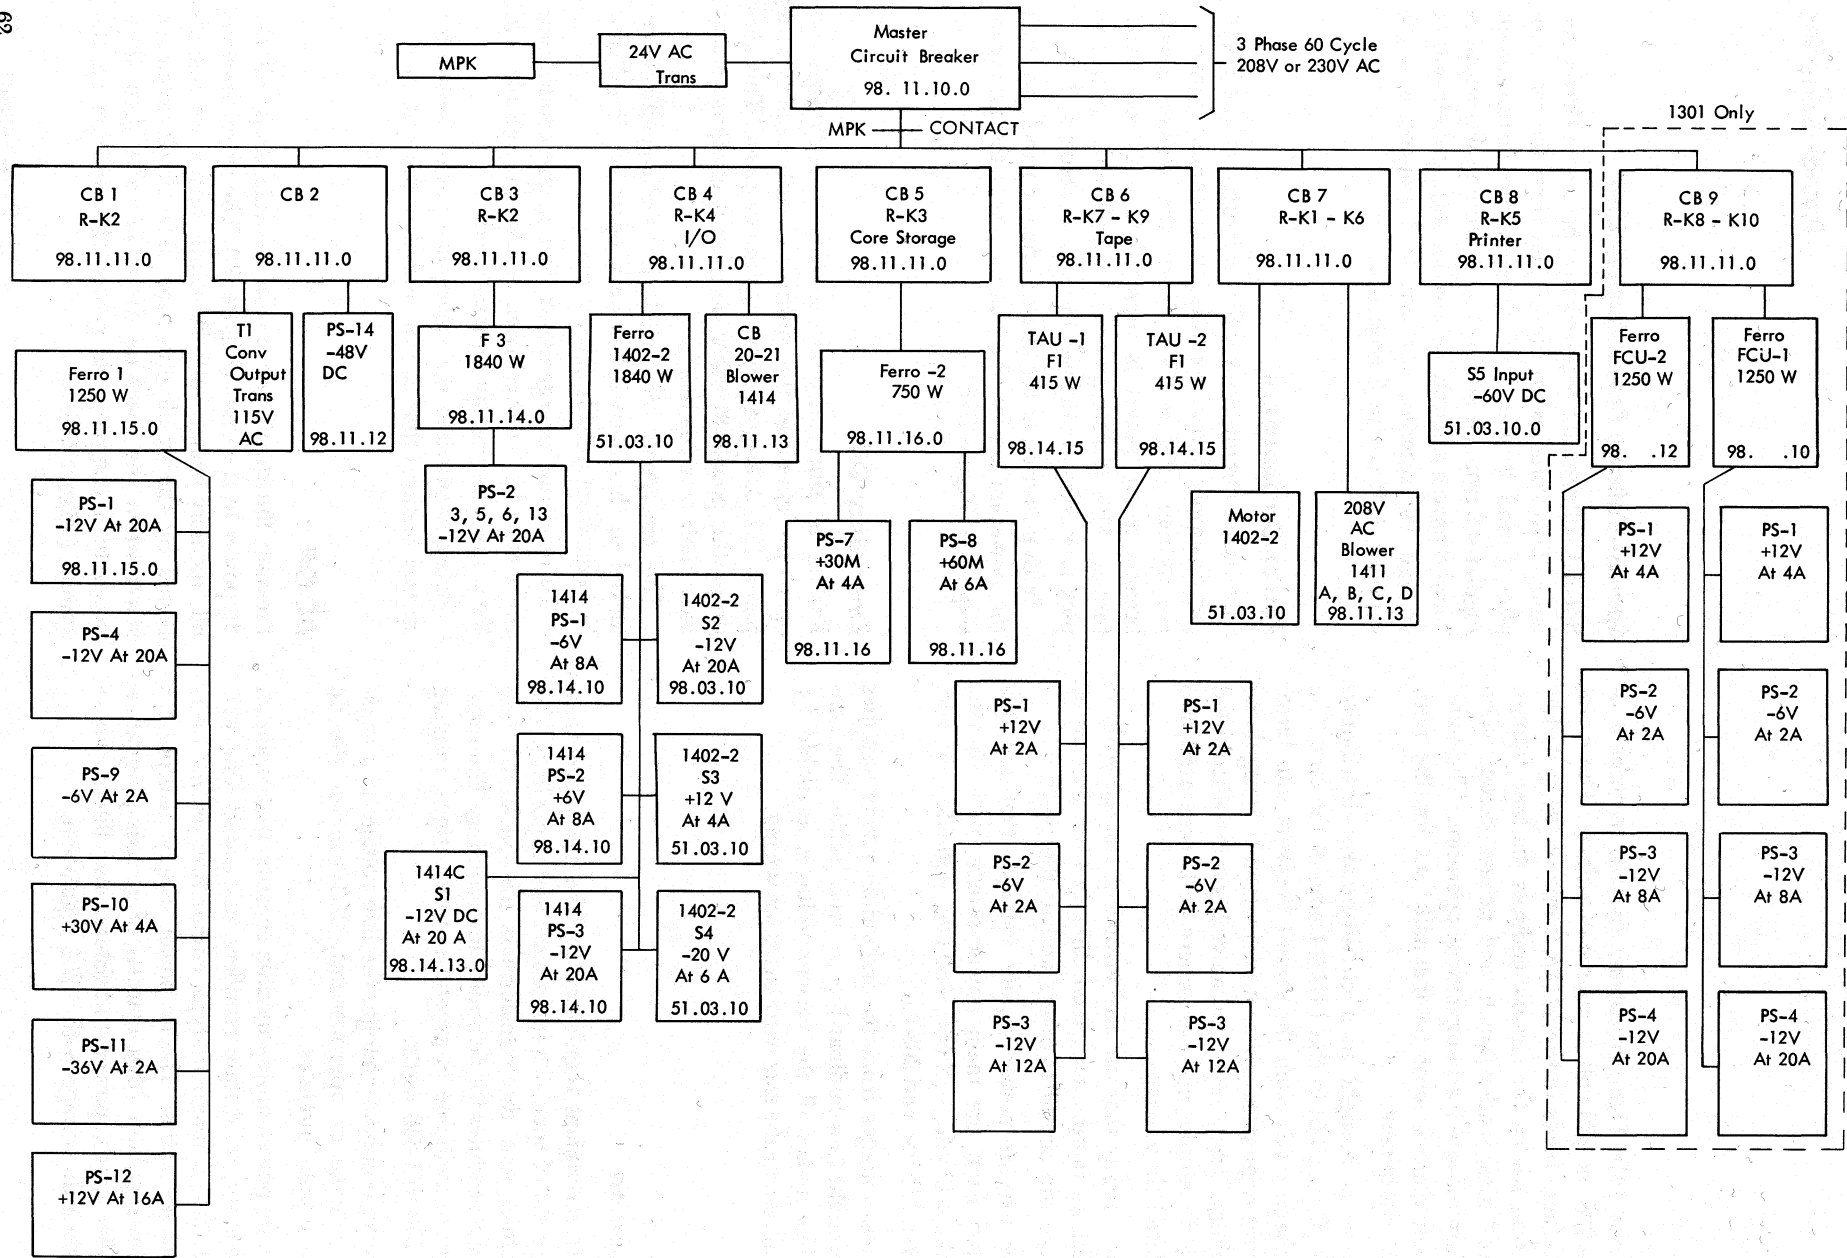 62
MPK
24V AC
Trans
Master
Circuit Breaker
98. 11.10.0
3 Phase 60 Cycle
208V or 230V AC
MPK
CONTACT
1301 Only
CB 1
R-K2
98.11.11.0
CB 2
98.11.11.0
CB 3
R-K2
98.11.11.0
CB 4
R-K4
I/O
98.11.11.0
CB 5
R-K3
Core Storage
98.11.11.0
CB 6
R-K7 - K9
Tape
98.11.11.0
CB 7
R-K1 - K6
98.11.11.0
CB 8
R-K5
Printer
98.11.11.0
CB 9
R-K8 - K10
98.11.11.0
Ferro 1
1250 W
98.11.15.0
T1
Conv
Output
Trans
115V
AC
PS-14
-48V
DC
98.11.12
F 3
1840 W
98.11.14.0
Ferro
1402-2
1840 W
51.03.10
CB
20-21
Blower
1414
98.11.13
Ferro -2
750 W
98.11.16.0
TAU -1
F1
415 W
98.14.15
TAU -2
F1
415 W
98.14.15
S5 Input
-60V DC
51.03.10.0
Ferro
FCU-2
1250 W
98. .12
Ferro
FCU-1
1250 W
98. .10
PS-1
-12V At 20A
98.11.15.0
PS-4
-12V At 20A
PS-9
-6V At 2A
PS-10
+30V At 4A
PS-11
-36V At 2A
PS-12
+12V At 16A
PS-2
3, 5, 6, 13
-12V At 20A
1414
PS-1
-6V
At 8A
98.14.10
1402-2
S2
-12V
At 20A
98.03.10
1414
PS-2
+6V
At 8A
98.14.10
1402-2
S3
+12 V
At 4A
51.03.10
1414C
S1
-12V DC
At 20 A
98.14.13.0
1414
PS-3
-12V
At 20A
98.14.10
1402-2
S4
-20 V
At 6 A
51.03.10
PS-7
+30M
At 4A
98.11.16
PS-8
+60M
At 6A
98.11.16
PS-1
+12V
At 2A
PS-2
-6V
At 2A
PS-3
-12V
At 12A
PS-1
+12V
At 2A
PS-2
-6V
At 2A
PS-3
-12V
At 12A
Motor
1402-2
51.03.10
208V
AC
Blower
1411
A, B, C, D
98.11.13
PS-1
+12V
At 4A
PS-2
-6V
At 2A
PS-3
-12V
At 8A
PS-4
-12V
At 20A
PS-1
+12V
At 4A
PS-2
-6V
At 2A
PS-3
-12V
At 8A
PS-4
-12V
At 20A